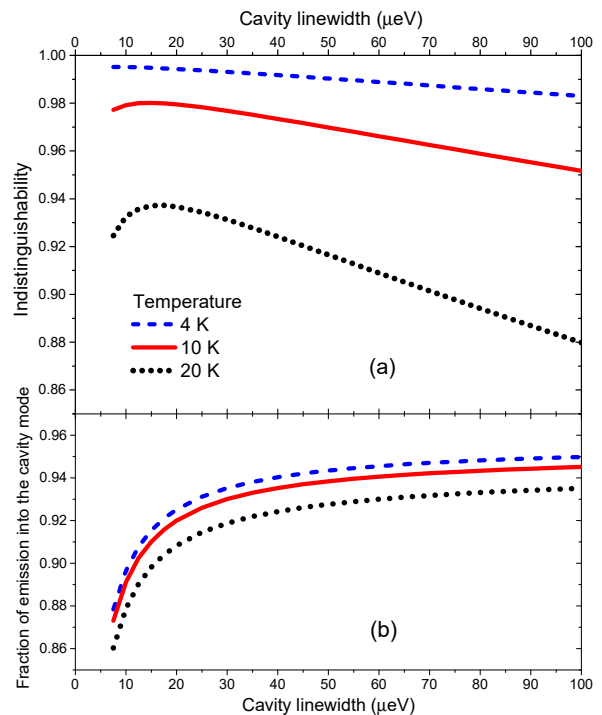 Cavity linewidth (μeV)
0 10 20 30 40 50 60 70 80 90 100
1.00
0.98
0.96
0.94
0.92
0.90
0.88
0.86
Indistinguishability
Temperature
4 K
10 K
20 K
(a)
0.96
0.94
0.92
0.90
0.88
0.86
Fraction of emission into the cavity mode
(b)
0 10 20 30 40 50 60 70 80 90 100
Cavity linewidth (μeV)